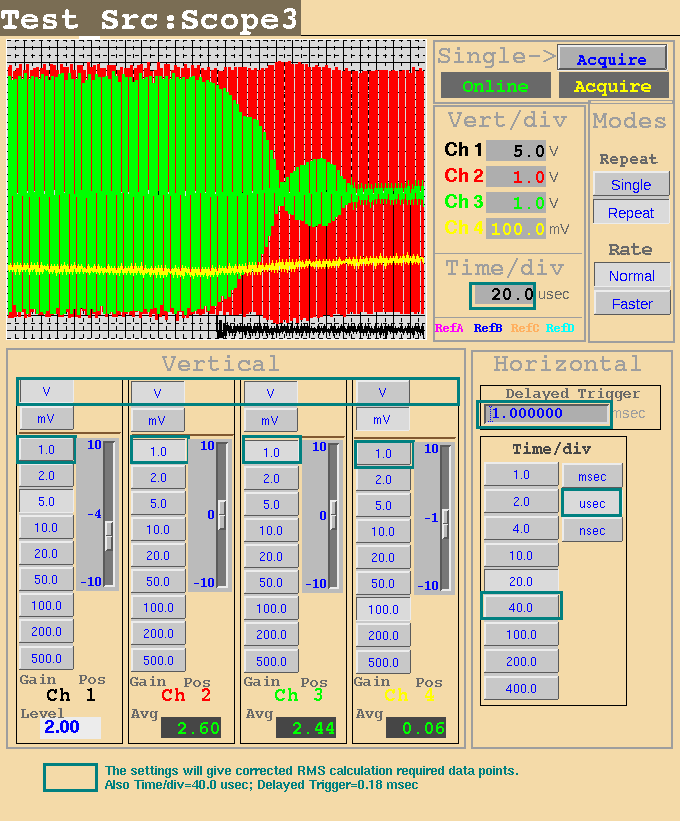 Test_Src:Scope3
Single->
Acquire
Online
Acquire
Vert/div
Ch 1 5.0 V
Ch 2 1.0 V
Ch 3 1.0 V
Ch 4 100.0 mV
Time/div
20.0 usec
RefA RefB RefC RefD
Modes
Repeat
Single
Repeat
Rate
Normal
Faster
Vertical
V
mV
1.0
2.0
5.0
10.0
20.0
50.0
100.0
200.0
500.0
10
-4
-10
Gain Pos
Ch 1
Level
2.00
V
mV
1.0
2.0
5.0
10.0
20.0
50.0
100.0
200.0
500.0
10
0
-10
Gain Pos
Ch 2
Avg
2.60
V
mV
1.0
2.0
5.0
10.0
20.0
50.0
100.0
200.0
500.0
10
0
-10
Gain Pos
Ch 3
Avg
2.44
V
mV
1.0
2.0
5.0
10.0
20.0
50.0
100.0
200.0
500.0
10
-1
-10
Gain Pos
Ch 4
Avg
0.06
Horizontal
Delayed Trigger
1.000000 msec
Time/div
1.0
2.0
4.0
10.0
20.0
40.0
100.0
200.0
400.0
msec
usec
nsec
The settings will give corrected RMS calculation required data points.
Also Time/div=40.0 usec; Delayed Trigger=0.18 msec